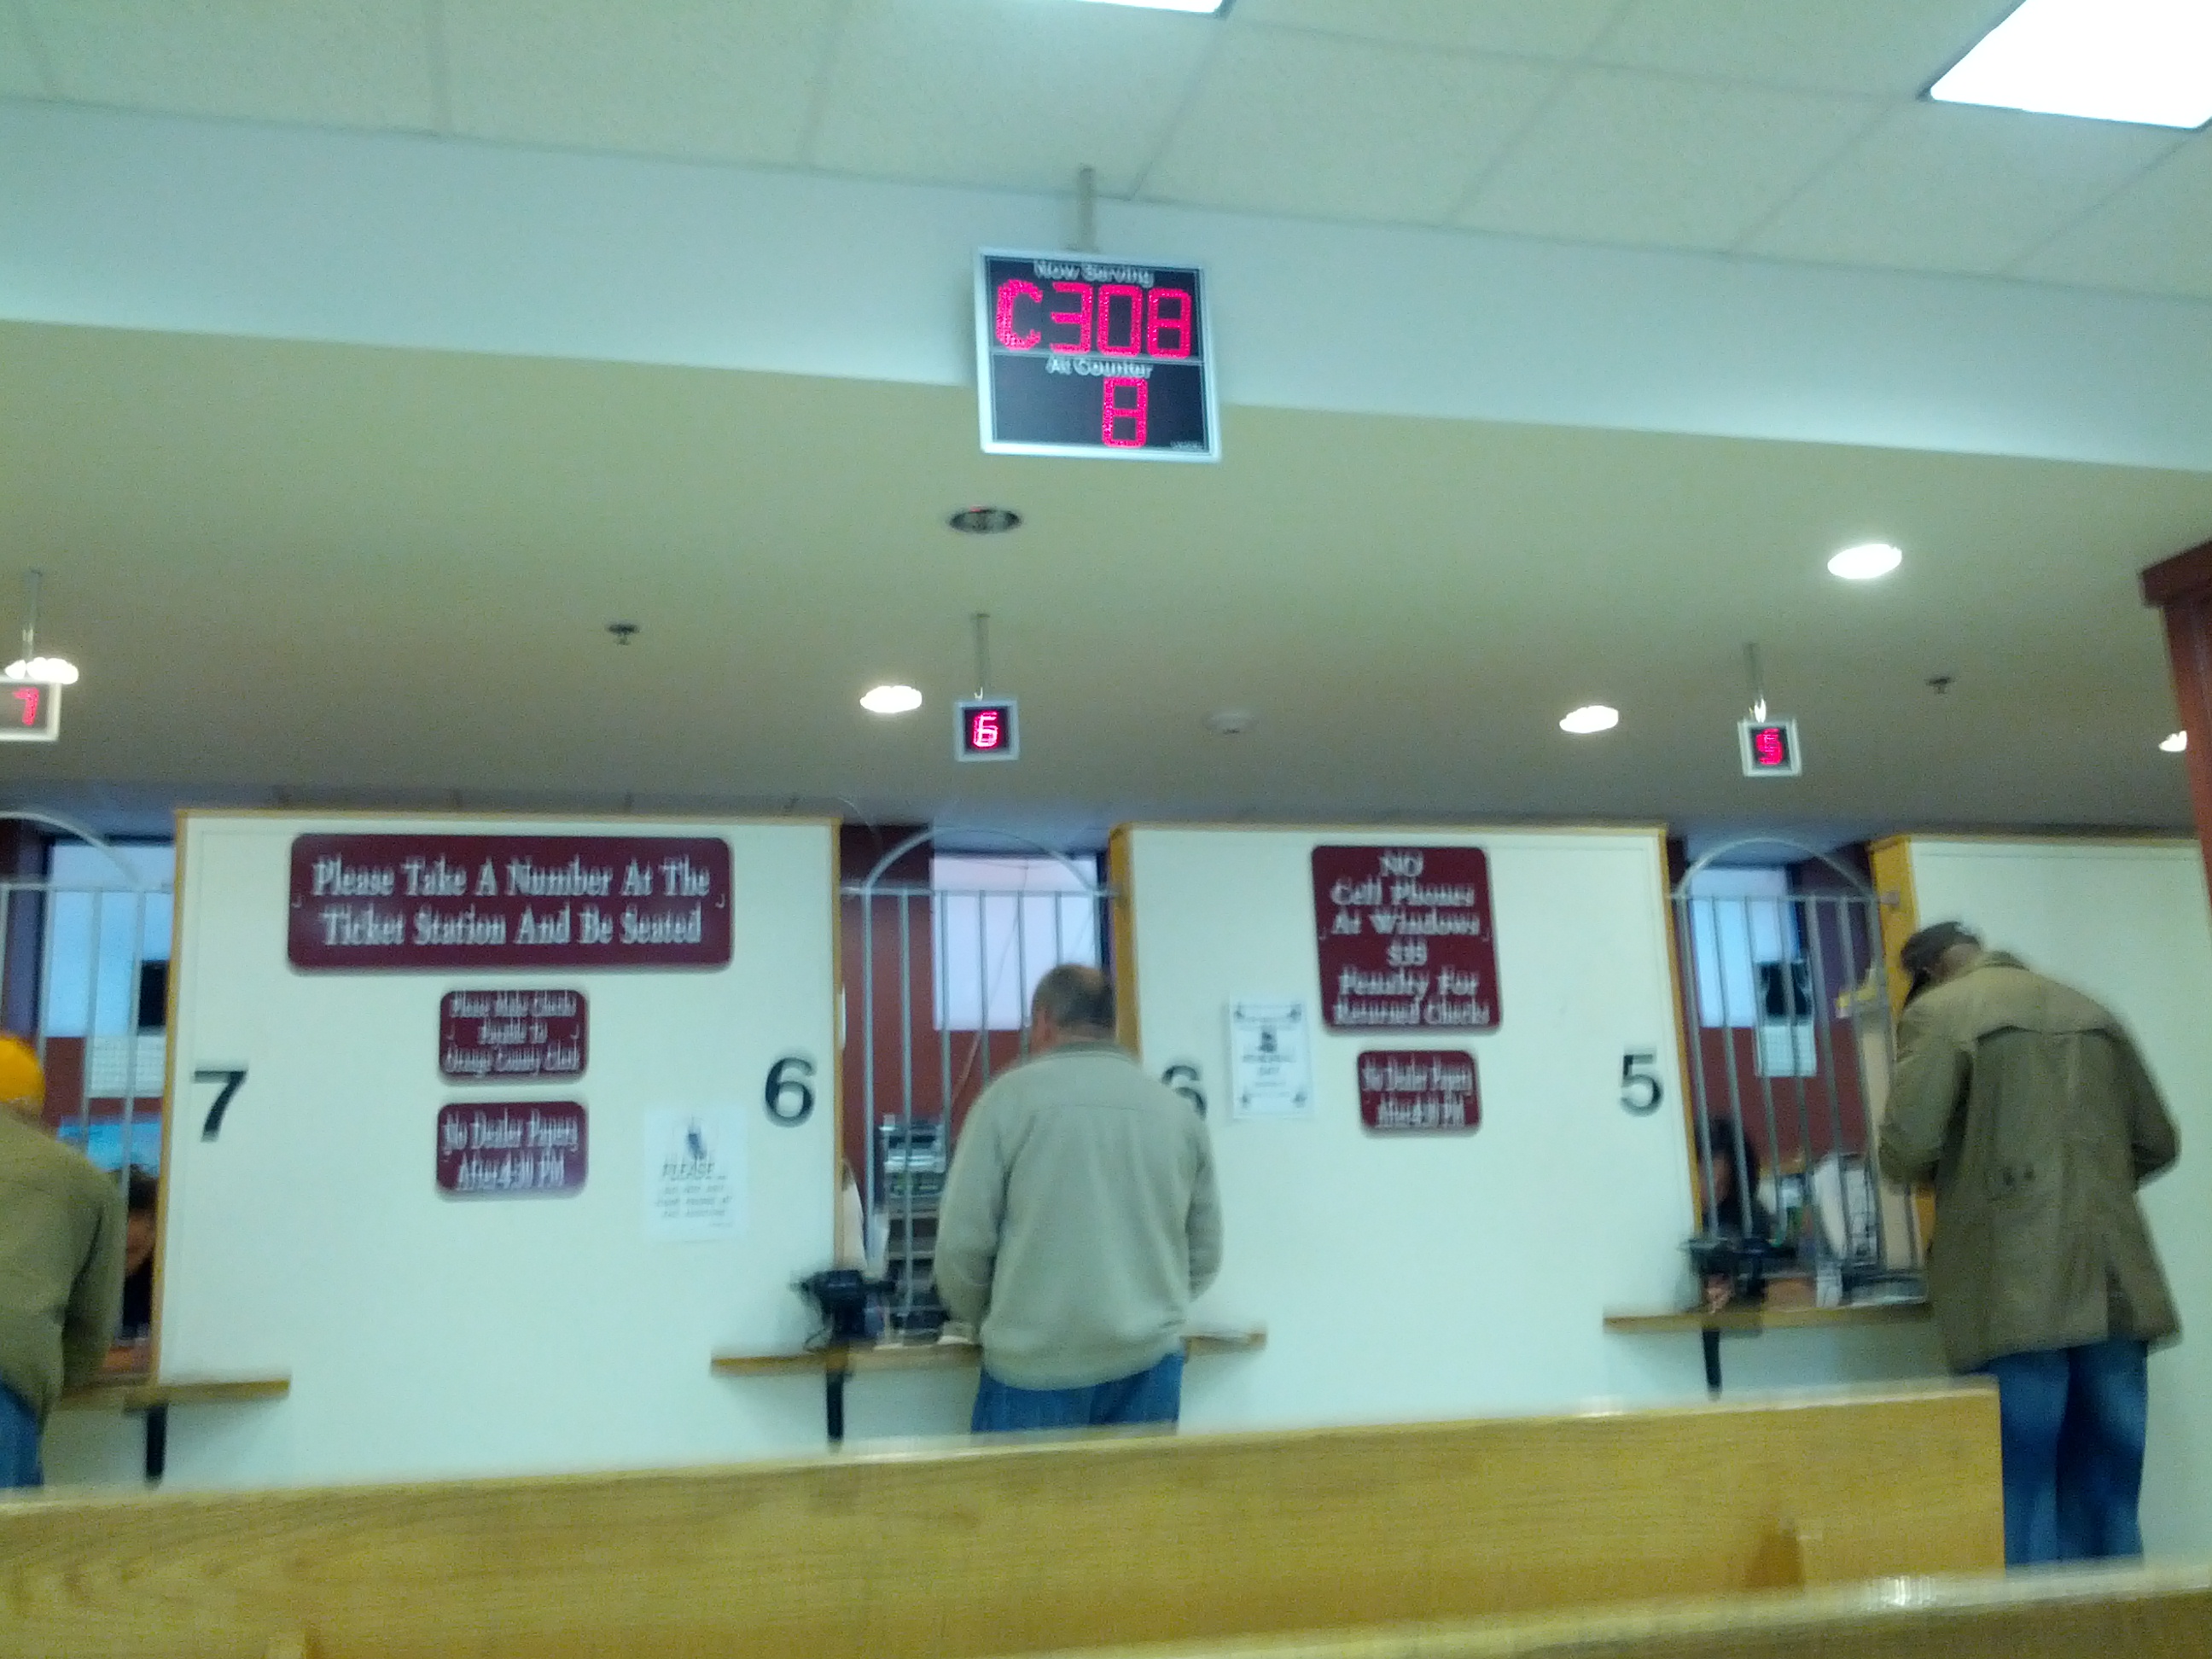 Now Serving
C308
At Counter
8
7
6
5
Please Take A Number At The
Ticket Station And Be Seated
NO
Cell Phones
At Windows
$35
Penalty For
Returned Checks
Please Make Checks
Payable To
Orange County Clerk
No Dealer Papers
After 4:30 PM
No Dealer Papers
After 4:30 PM
7
6
6
5
PLEASE...